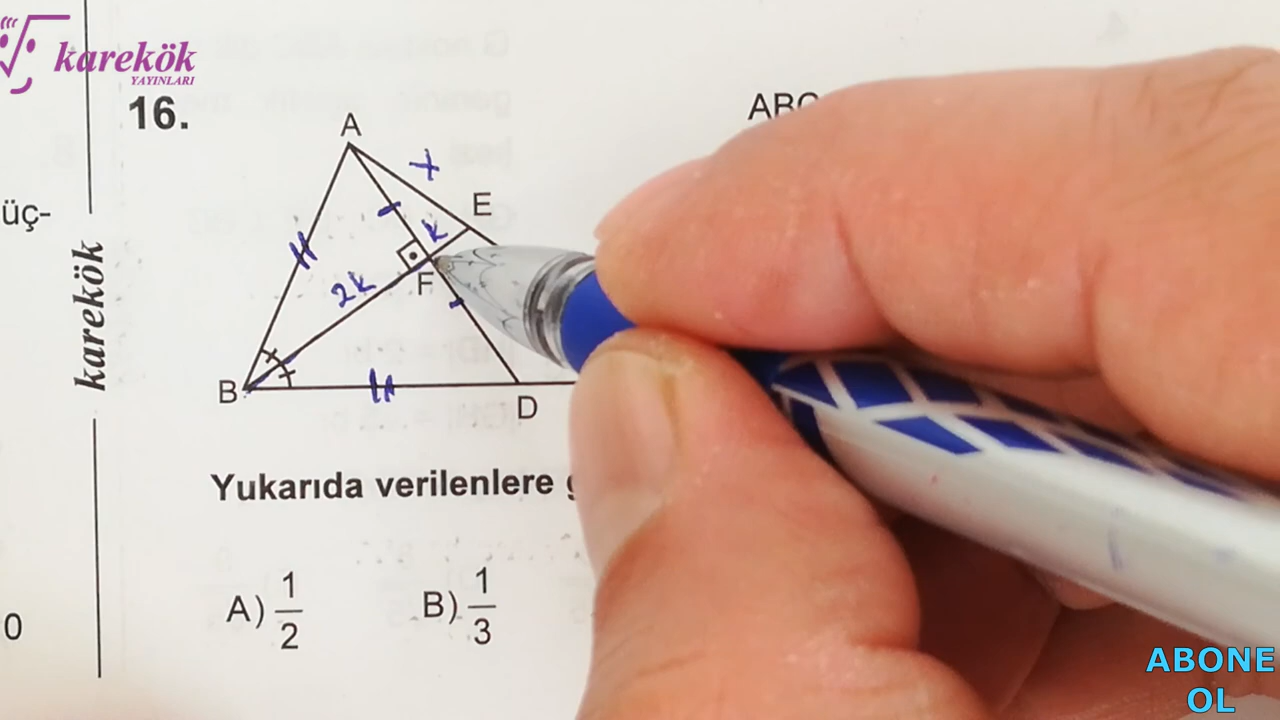 karekök
YAYINLARI
16.
ABC
A
x
E
k
2k
F
B
D
üç-
karekök
Yukarıda verilenlere
A) 1/2
B) 1/3
0
ABONE
OL